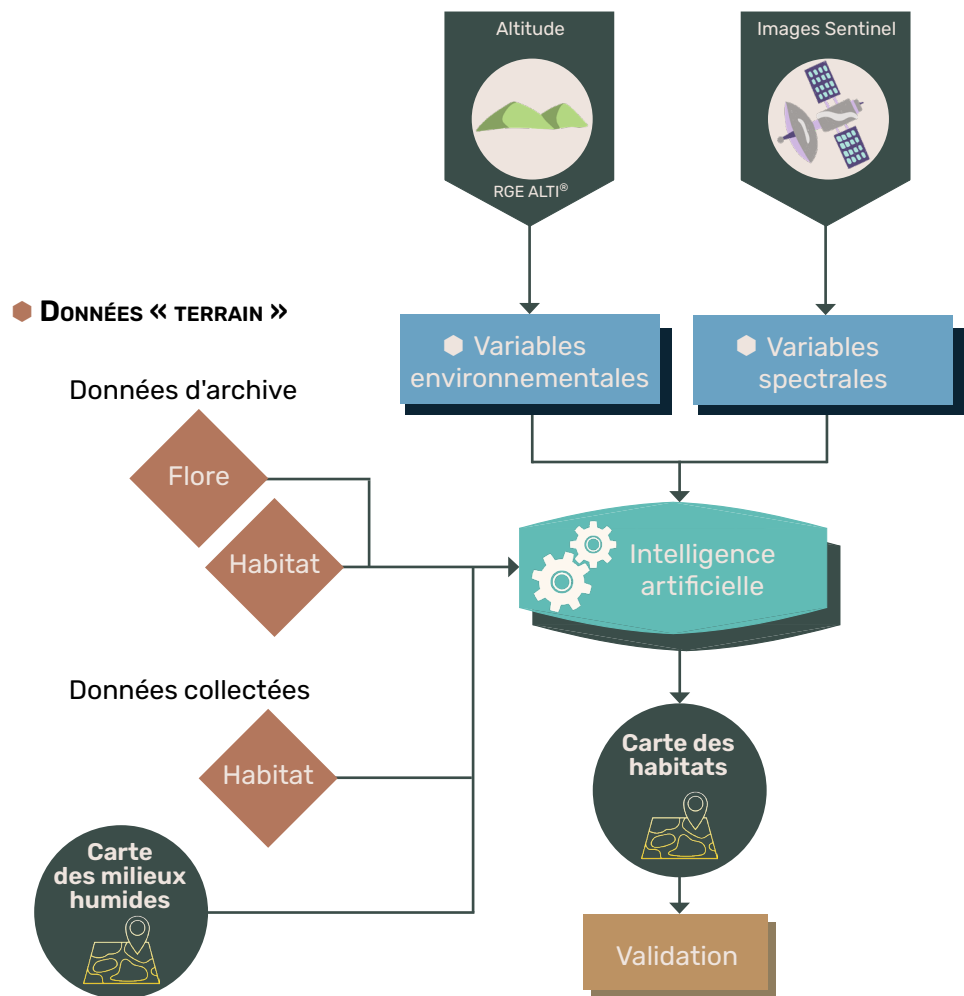 Altitude
RGE ALTI®
Images Sentinel
Données « terrain »
Variables
environnementales
Variables
spectrales
Données d'archive
Flore
Habitat
Intelligence
artificielle
Données collectées
Habitat
Carte des
habitats
Carte
des milieux
humides
Validation